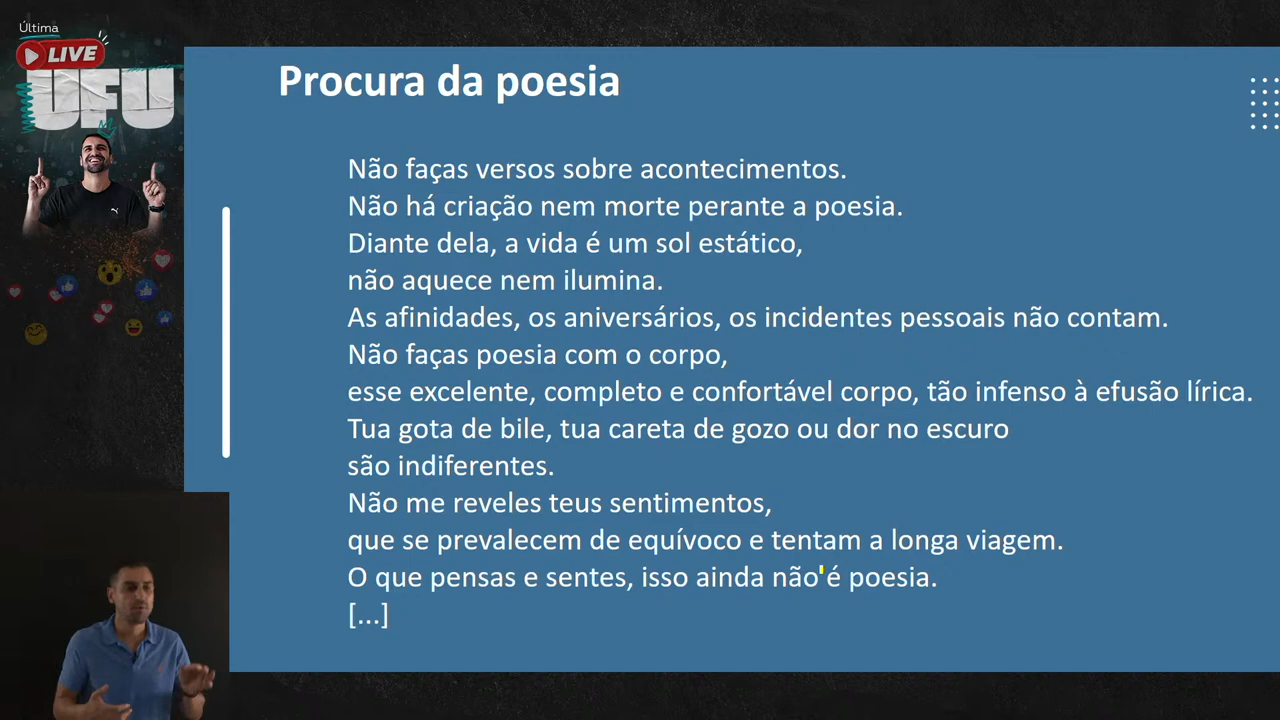 Última
LIVE
UFU
Procura da poesia
Não faças versos sobre acontecimentos.
Não há criação nem morte perante a poesia.
Diante dela, a vida é um sol estático,
não aquece nem ilumina.
As afinidades, os aniversários, os incidentes pessoais não contam.
Não faças poesia com o corpo,
esse excelente, completo e confortável corpo, tão infenso à efusão lírica.
Tua gota de bile, tua careta de gozo ou dor no escuro
são indiferentes.
Não me reveles teus sentimentos,
que se prevalecem de equívoco e tentam a longa viagem.
O que pensas e sentes, isso ainda não é poesia.
[...]